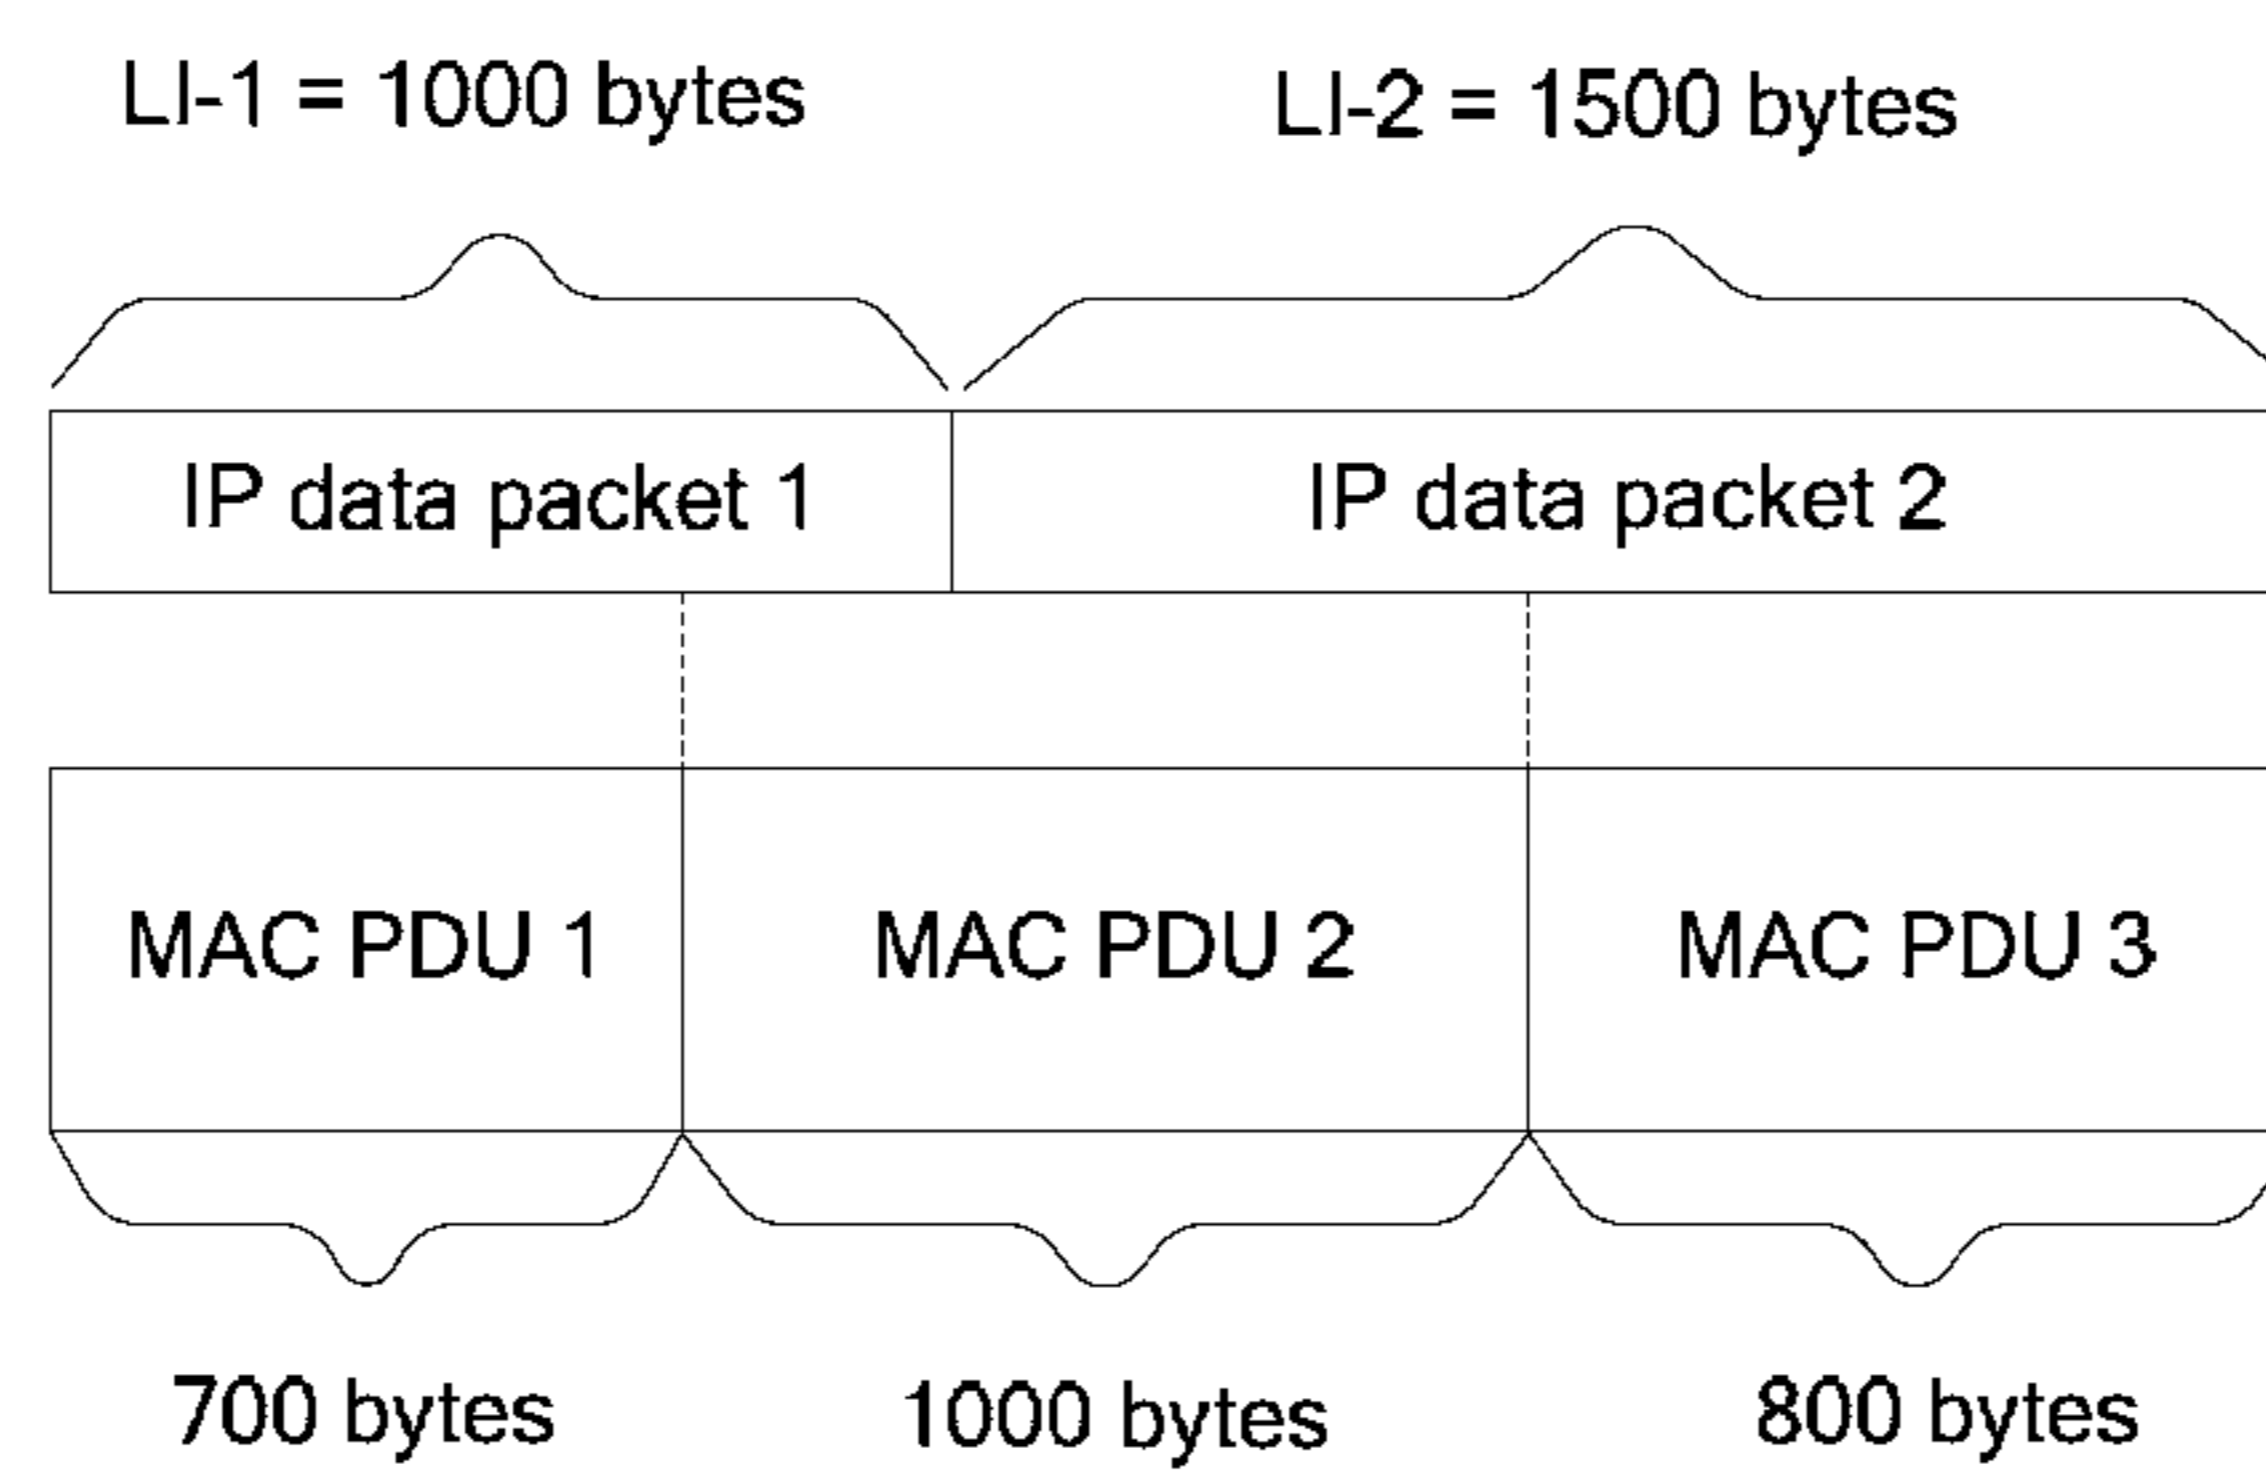 LI-1 = 1000 bytes
LI-2 = 1500 bytes
IP data packet 1
IP data packet 2
MAC PDU 1
MAC PDU 2
MAC PDU 3
700 bytes
1000 bytes
800 bytes